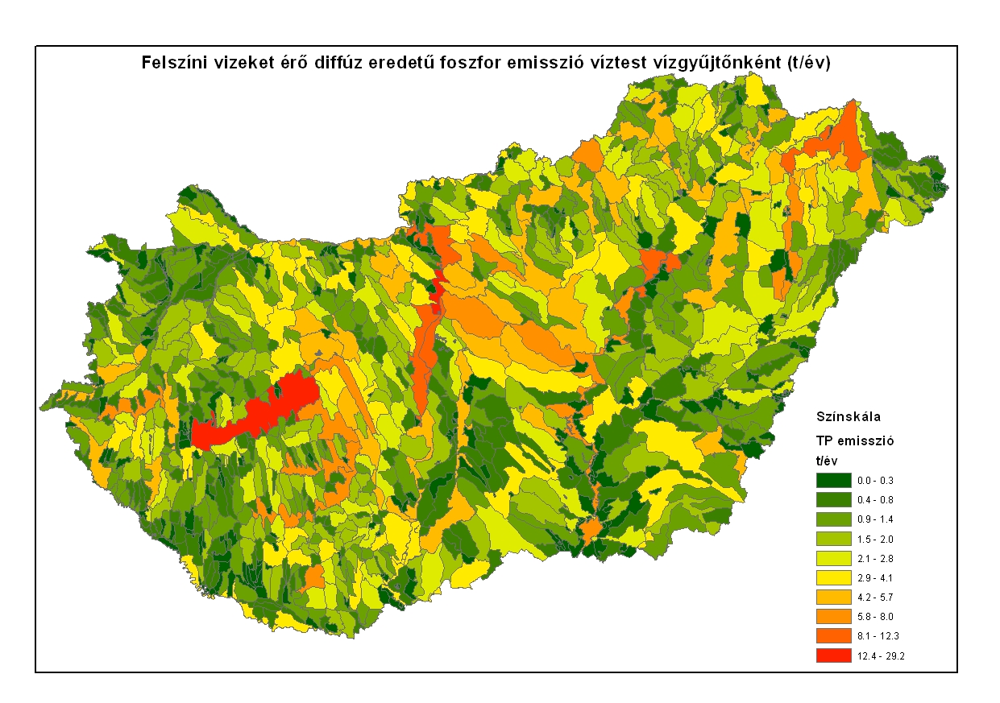 Felszíni vizeket érő diffúz eredetű foszfor emisszió víztest vízgyűjtőnként (t/év)
Színskála
TP emisszió
t/év
0.0 - 0.3
0.4 - 0.8
0.9 - 1.4
1.5 - 2.0
2.1 - 2.8
2.9 - 4.1
4.2 - 5.7
5.8 - 8.0
8.1 - 12.3
12.4 - 29.2